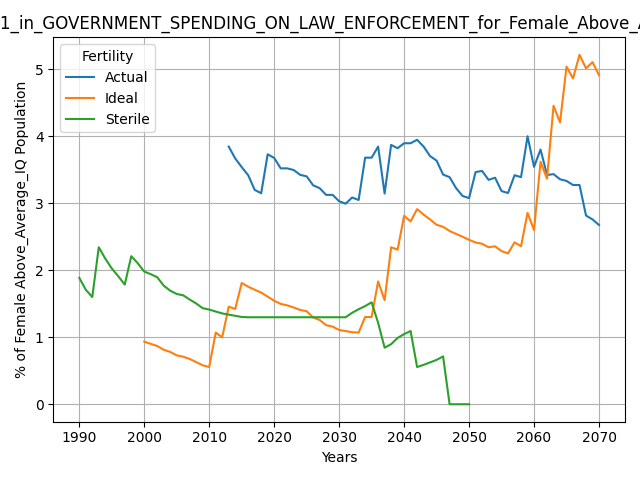 1_in_GOVERNMENT_SPENDING_ON_LAW_ENFORCEMENT_for_Female_Above_
Fertility
Actual
Ideal
Sterile
% of Female Above_Average_IQ Population
5
4
3
2
1
0
1990 2000 2010 2020 2030 2040 2050 2060 2070
Years